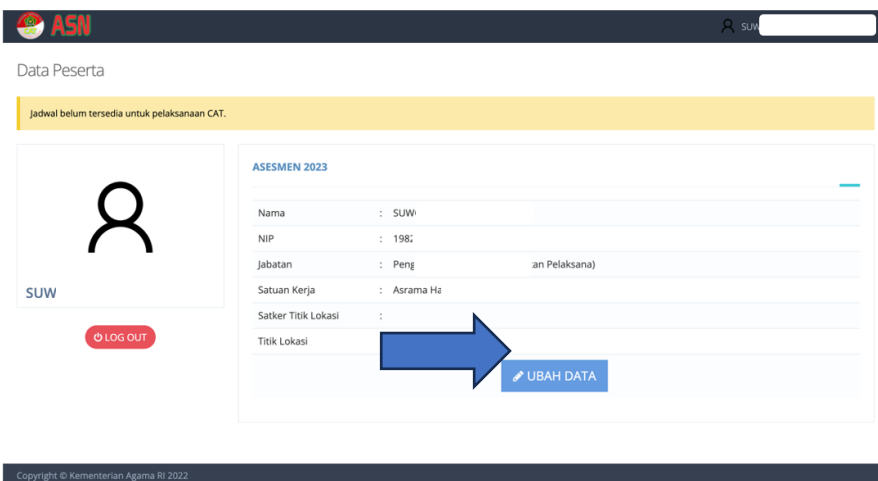 ASN
SUW
Data Peserta
Jadwal belum tersedia untuk pelaksanaan CAT.
SUW
LOG OUT
ASESMEN 2023
Nama : SUW
NIP : 198
Jabatan : Peng an Pelaksana)
Satuan Kerja : Asrama Ha
Satker Titik Lokasi :
Titik Lokasi
UBAH DATA
Copyright © Kementerian Agama RI 2022